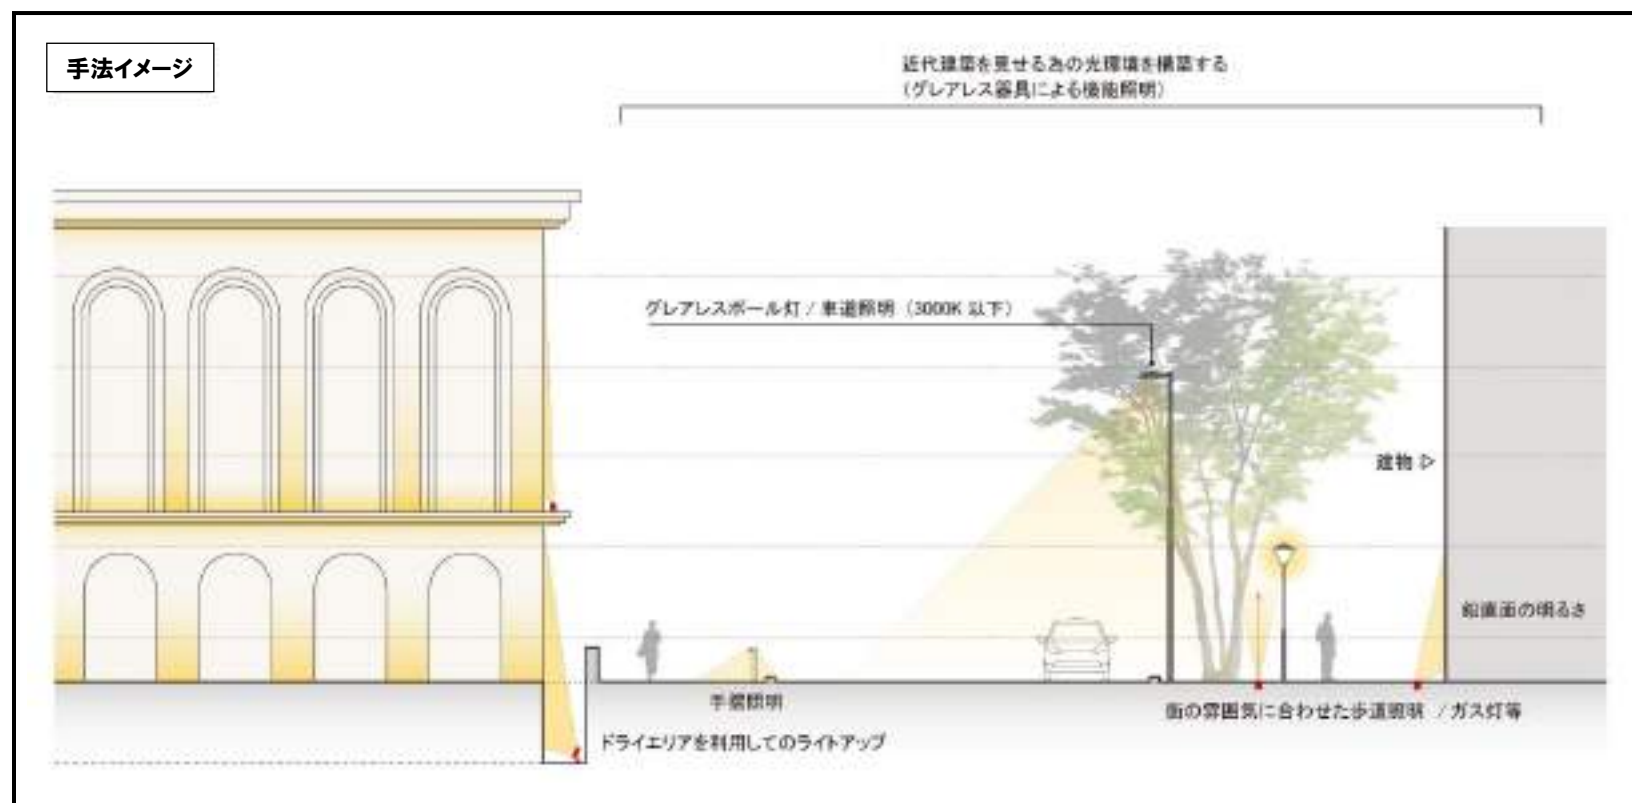 手法イメージ
近代建築を見せる為の光環境を構築する
(グレアレス器具による機能照明)
グレアレスポール灯 / 車道照明 (3000K 以下)
建物 ▷
鉛直面の明るさ
手摺照明
街の雰囲気に合わせた歩道照明 / ガス灯等
ドライエリアを利用してのライトアップ